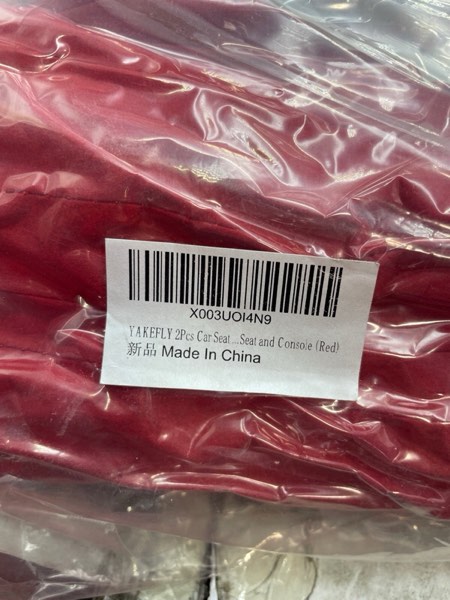 X003UOI4N9
YAKEFLY 2Pcs Car Seat...Seat and Console (Red)
新品 Made In China